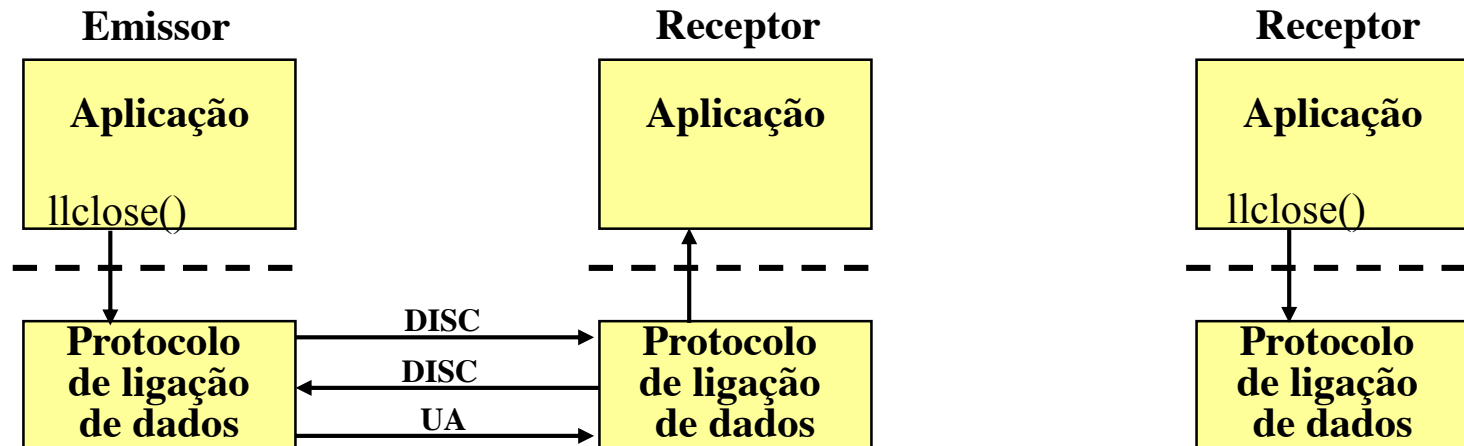 Emissor
Receptor
Receptor
Aplicação
Aplicação
Aplicação
llclose()
llclose()
DISC
DISC
UA
Protocolo
de ligação
de dados
Protocolo
de ligação
de dados
Protocolo
de ligação
de dados